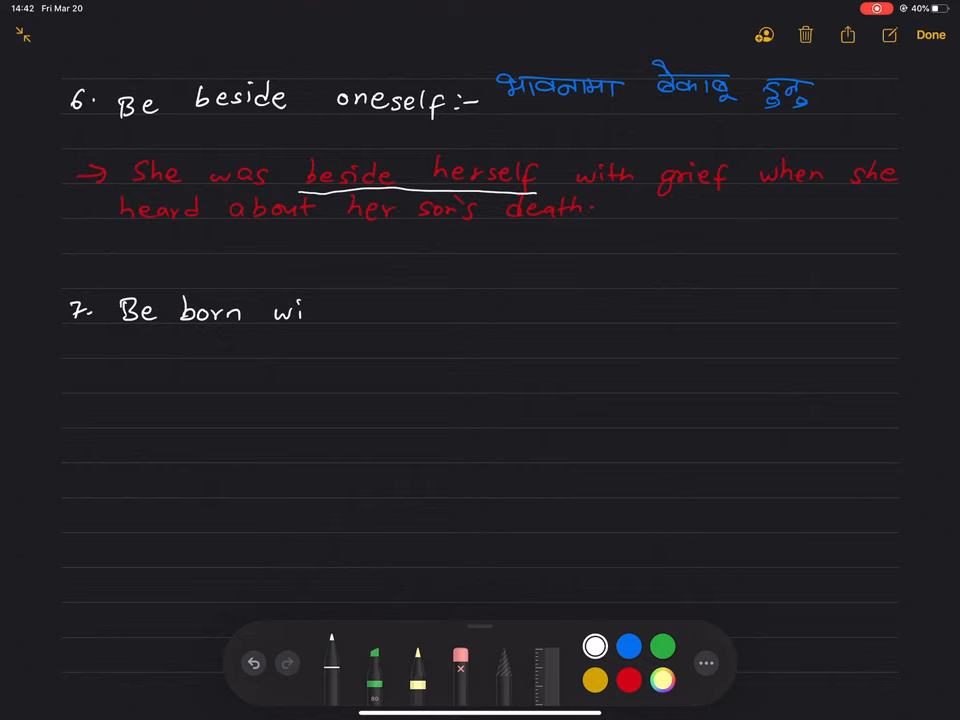 14:42 Fri Mar 20
40%
Done
6. Be beside oneself :- भावनामा बेकाबू हुनु
→ She was beside herself with grief when she
heard about her son's death.
7. Be born wi
80